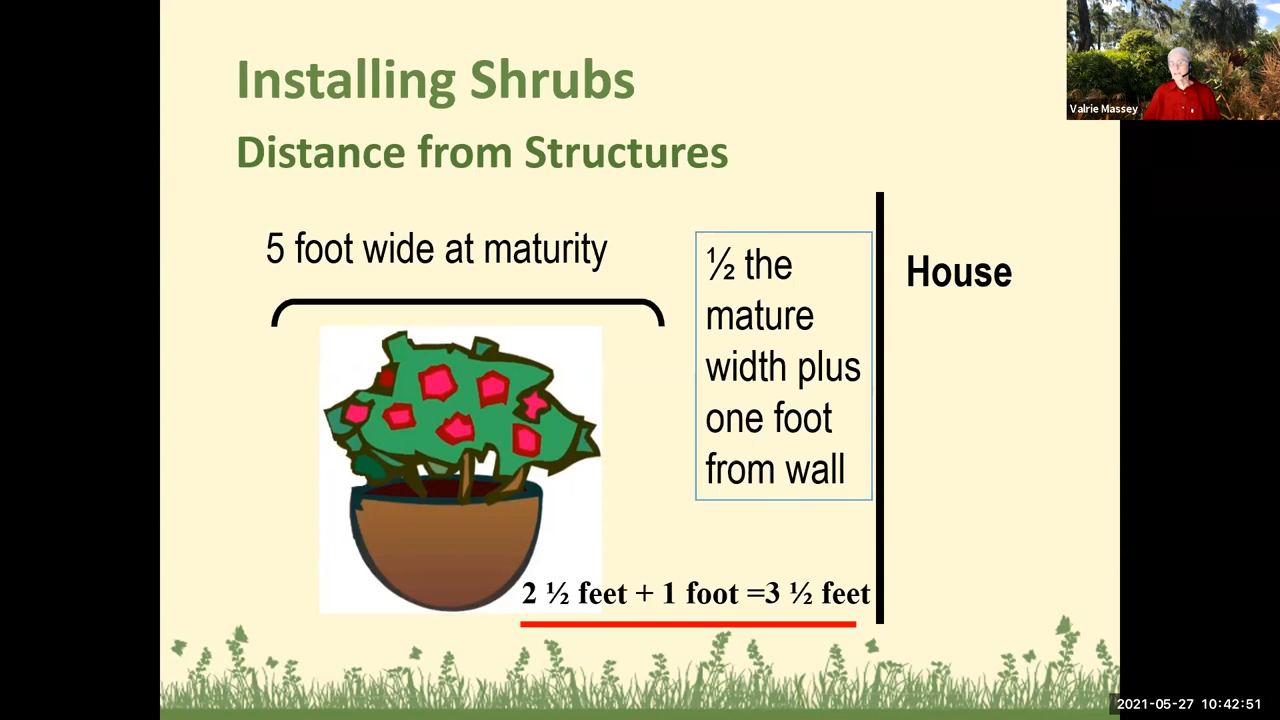 Installing Shrubs
Distance from Structures
5 foot wide at maturity
½ the
mature
width plus
one foot
from wall
House
2 ½ feet + 1 foot =3 ½ feet
Valrie Massey
2021-05-27 10:42:51